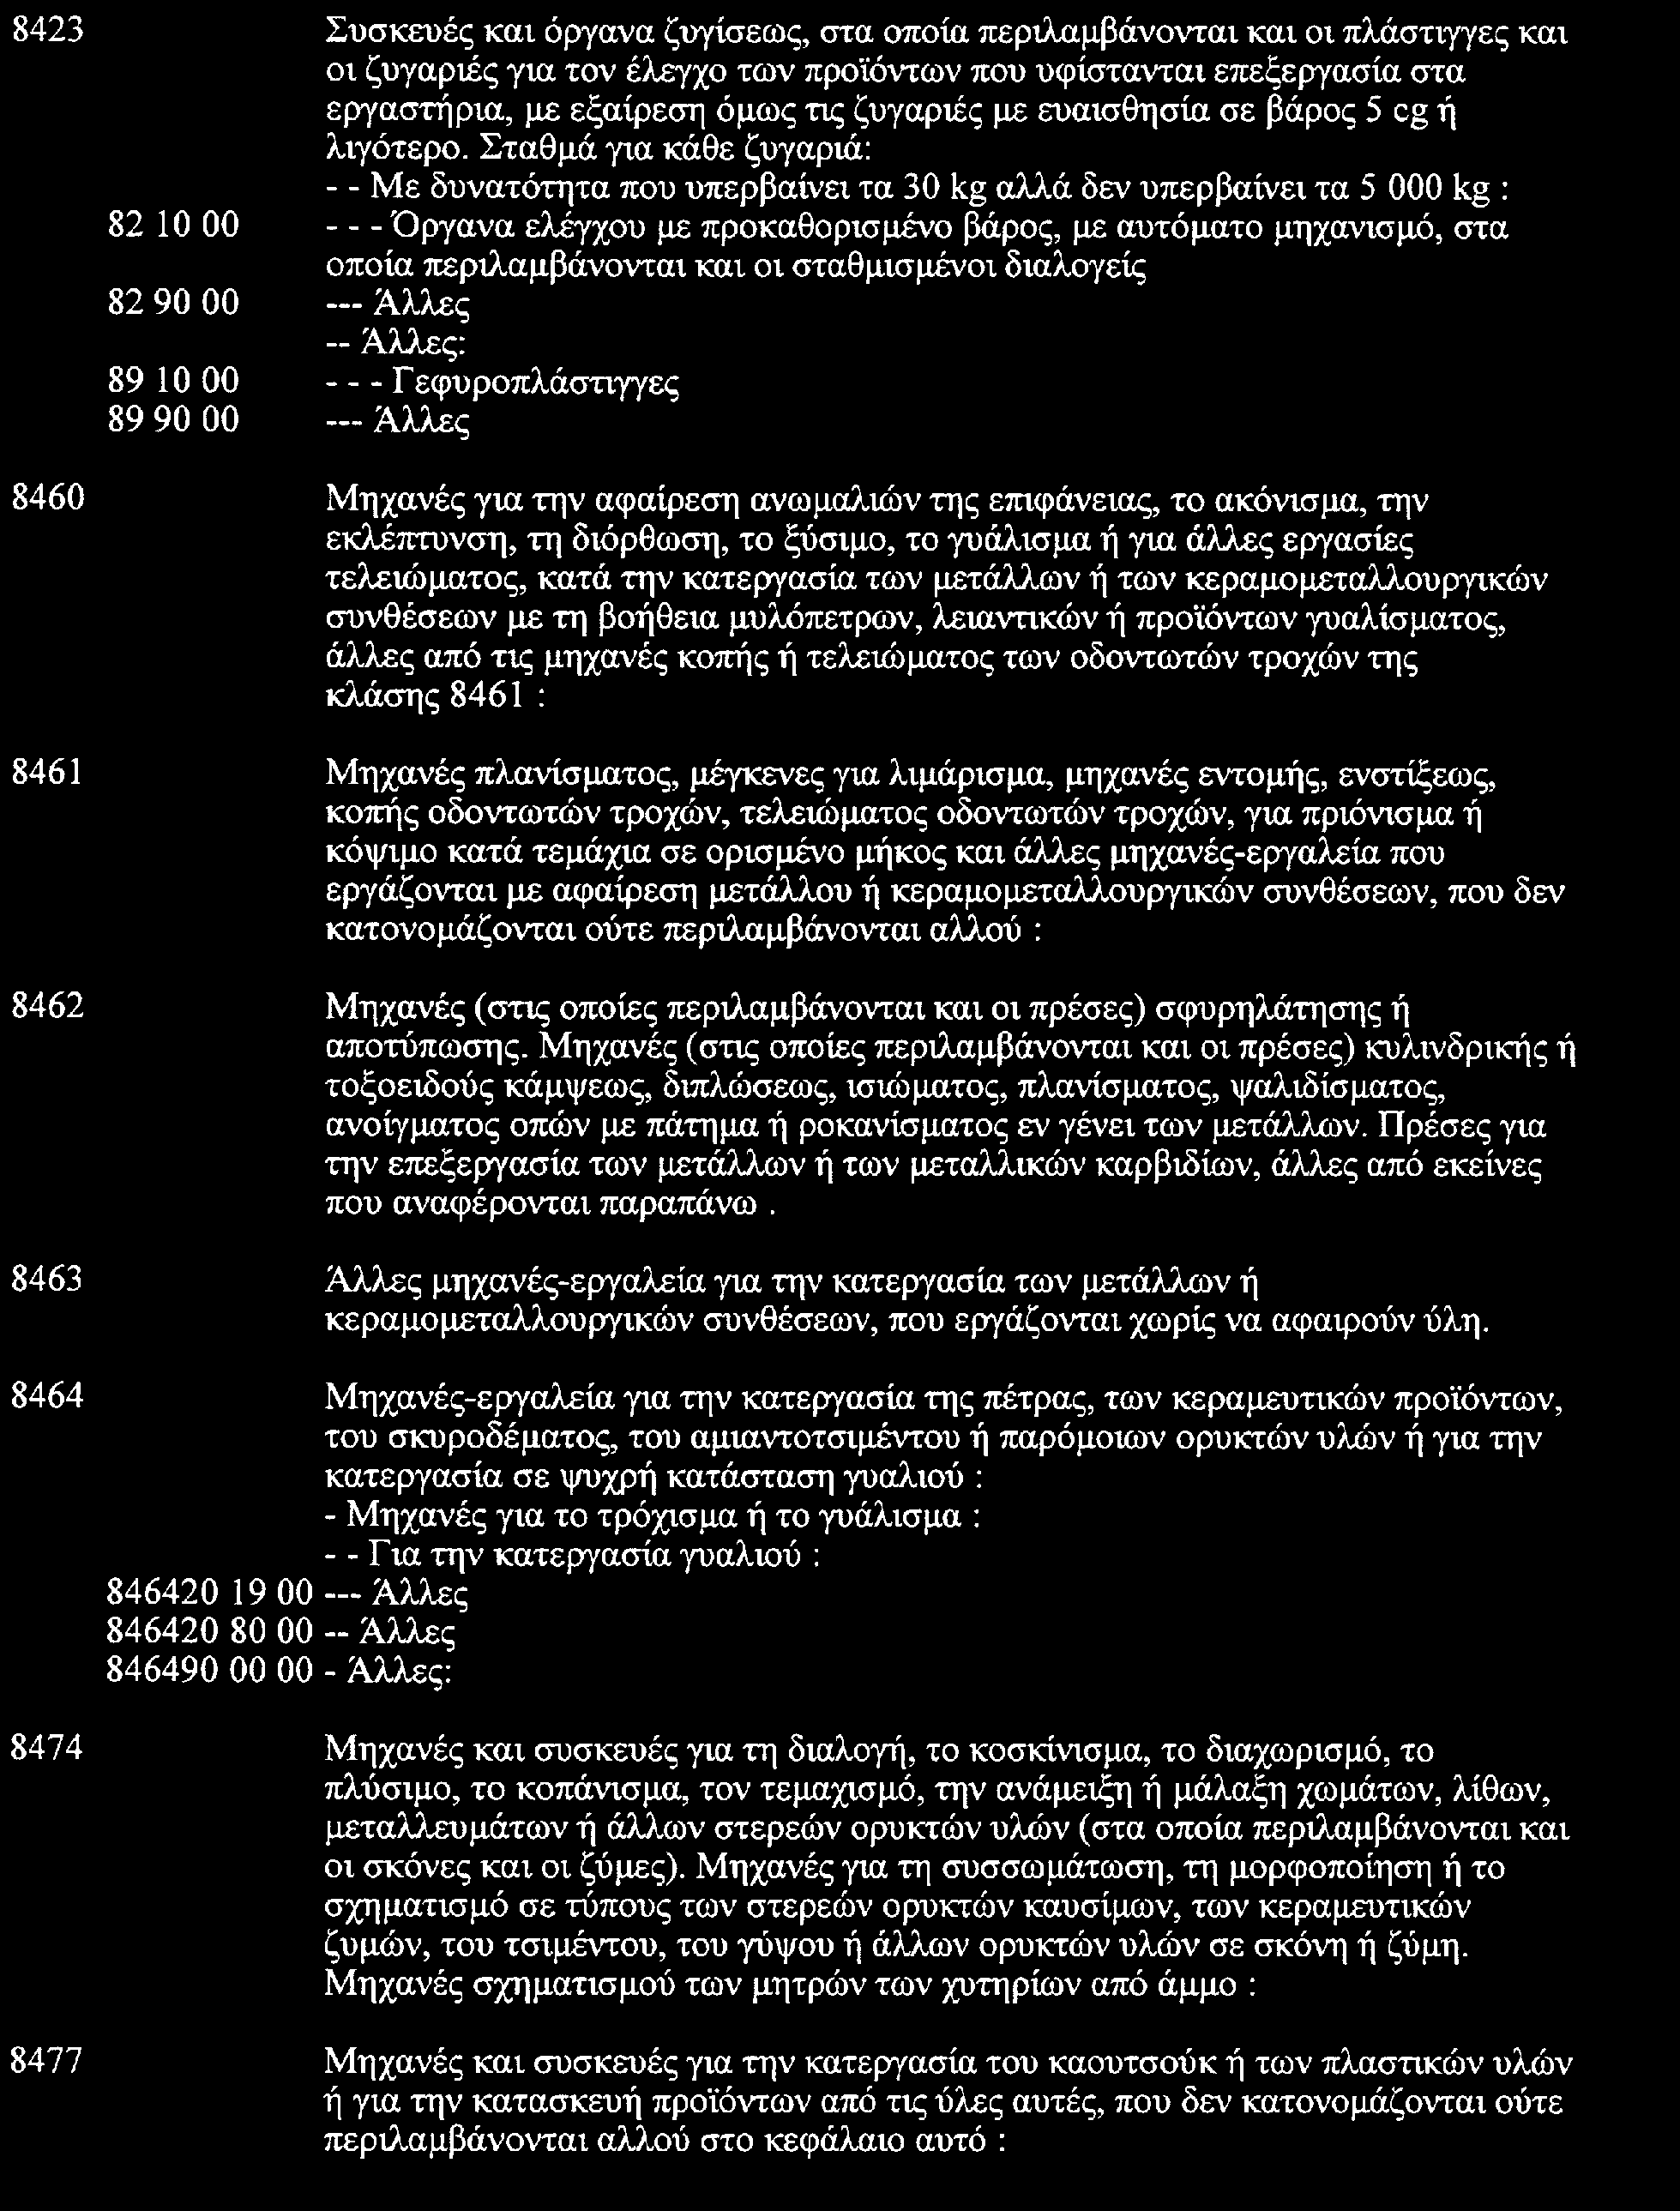 8423 Συσκευές και όργανα ζυγίσεως, στα οποία περιλαμβάνονται και οι πλάστιγγες και
οι ζυγαριές για τον έλεγχο των προϊόντων που υφίστανται επεξεργασία στα
εργαστήρια, με εξαίρεση όμως τις ζυγαριές με ευαισθησία σε βάρος 5 cg ή
λιγότερο. Σταθμά για κάθε ζυγαριά:
- - Με δυνατότητα που υπερβαίνει τα 30 kg αλλά δεν υπερβαίνει τα 5 000 kg :
82 10 00 - - - Όργανα ελέγχου με προκαθορισμένο βάρος, με αυτόματο μηχανισμό, στα
οποία περιλαμβάνονται και οι σταθμισμένοι διαλογείς
82 90 00 --- Άλλες
-- Άλλες:
89 10 00 - - - Γεφυροπλάστιγγες
89 90 00 --- Άλλες
8460 Μηχανές για την αφαίρεση ανωμαλιών της επιφάνειας, το ακόνισμα, την
εκλέπτυνση, τη διόρθωση, το ξύσιμο, το γυάλισμα ή για άλλες εργασίες
τελειώματος, κατά την κατεργασία των μετάλλων ή των κεραμομεταλλουργικών
συνθέσεων με τη βοήθεια μυλόπετρων, λειαντικών ή προϊόντων γυαλίσματος,
άλλες από τις μηχανές κοπής ή τελειώματος των οδοντωτών τροχών της
κλάσης 8461 :
8461 Μηχανές πλανίσματος, μέγκενες για λιμάρισμα, μηχανές εντομής, ενστίξεως,
κοπής οδοντωτών τροχών, τελειώματος οδοντωτών τροχών, για πριόνισμα ή
κόψιμο κατά τεμάχια σε ορισμένο μήκος και άλλες μηχανές-εργαλεία που
εργάζονται με αφαίρεση μετάλλου ή κεραμομεταλλουργικών συνθέσεων, που δεν
κατονομάζονται ούτε περιλαμβάνονται αλλού :
8462 Μηχανές (στις οποίες περιλαμβάνονται και οι πρέσες) σφυρηλάτησης ή
αποτύπωσης. Μηχανές (στις οποίες περιλαμβάνονται και οι πρέσες) κυλινδρικής ή
τοξοειδούς κάμψεως, διπλώσεως, ισιώματος, πλανίσματος, ψαλιδίσματος,
ανοίγματος οπών με πάτημα ή ροκανίσματος εν γένει των μετάλλων. Πρέσες για
την επεξεργασία των μετάλλων ή των μεταλλικών καρβιδίων, άλλες από εκείνες
που αναφέρονται παραπάνω .
8463 Άλλες μηχανές-εργαλεία για την κατεργασία των μετάλλων ή
κεραμομεταλλουργικών συνθέσεων, που εργάζονται χωρίς να αφαιρούν ύλη.
8464 Μηχανές-εργαλεία για την κατεργασία της πέτρας, των κεραμευτικών προϊόντων,
του σκυροδέματος, του αμιαντοτσιμέντου ή παρόμοιων ορυκτών υλών ή για την
κατεργασία σε ψυχρή κατάσταση γυαλιού :
- Μηχανές για το τρόχισμα ή το γυάλισμα :
- - Για την κατεργασία γυαλιού :
846420 19 00 --- Άλλες
846420 80 00 -- Άλλες
846490 00 00 - Άλλες:
8474 Μηχανές και συσκευές για τη διαλογή, το κοσκίνισμα, το διαχωρισμό, το
πλύσιμο, το κοπάνισμα, τον τεμαχισμό, την ανάμειξη ή μάλαξη χωμάτων, λίθων,
μεταλλευμάτων ή άλλων στερεών ορυκτών υλών (στα οποία περιλαμβάνονται και
οι σκόνες και οι ζύμες). Μηχανές για τη συσσωμάτωση, τη μορφοποίηση ή το
σχηματισμό σε τύπους των στερεών ορυκτών καυσίμων, των κεραμευτικών
ζυμών, του τσιμέντου, του γύψου ή άλλων ορυκτών υλών σε σκόνη ή ζύμη.
Μηχανές σχηματισμού των μητρών των χυτηρίων από άμμο :
8477 Μηχανές και συσκευές για την κατεργασία του καουτσούκ ή των πλαστικών υλών
ή για την κατασκευή προϊόντων από τις ύλες αυτές, που δεν κατονομάζονται ούτε
περιλαμβάνονται αλλού στο κεφάλαιο αυτό :